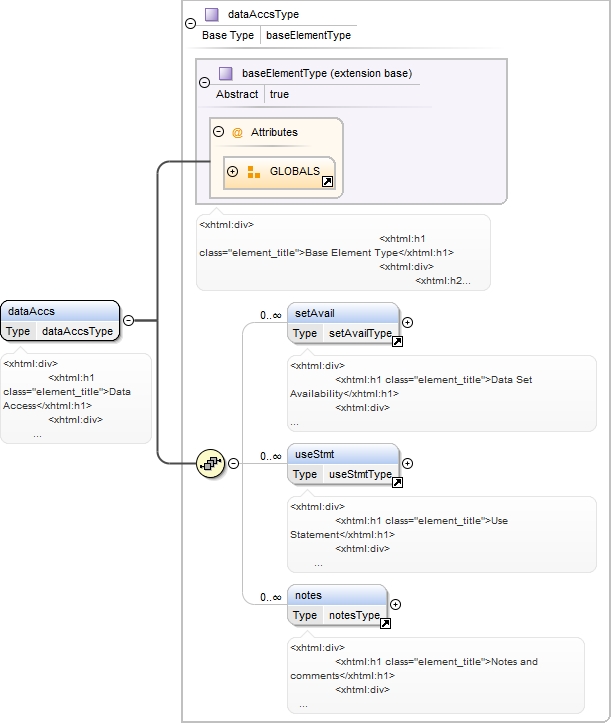 dataAccsType
Base Type baseElementType
baseElementType (extension base)
Abstract true
@ Attributes
GLOBALS
<xhtml:div>
<xhtml:h1
class="element_title">Base Element Type</xhtml:h1>
<xhtml:div>
<xhtml:h2...
dataAccs
Type dataAccsType
<xhtml:div>
<xhtml:h1
class="element_title">Data
Access</xhtml:h1>
<xhtml:div>
...
0..∞
setAvail
Type setAvailType
<xhtml:div>
<xhtml:h1 class="element_title">Data Set
Availability</xhtml:h1>
<xhtml:div>
...
0..∞
useStmt
Type useStmtType
<xhtml:div>
<xhtml:h1 class="element_title">Use
Statement</xhtml:h1>
<xhtml:div>
...
0..∞
notes
Type notesType
<xhtml:div>
<xhtml:h1 class="element_title">Notes and
comments</xhtml:h1>
<xhtml:div>
...